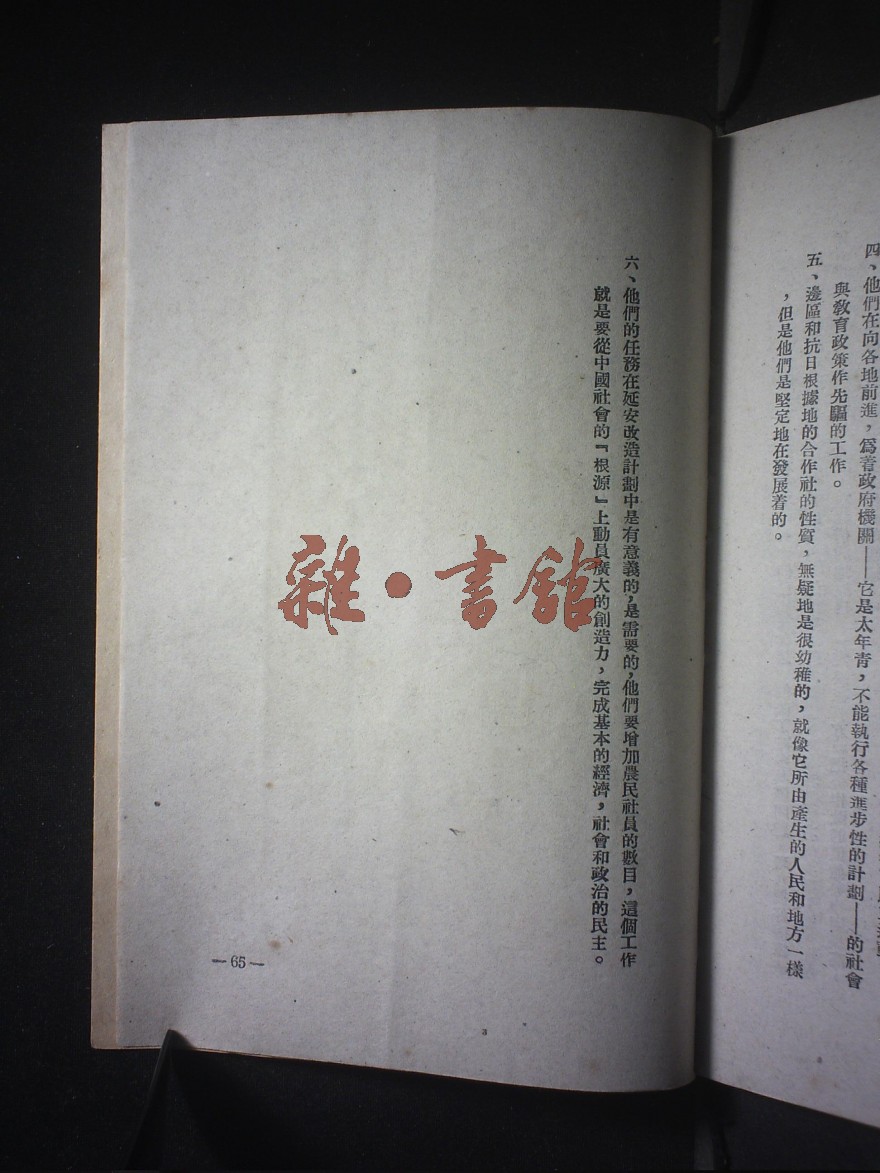 四、他們在向各地前進，爲着政府機關——它是太年青，不能執行各種進步性的計劃——的社會
與敎育政策作先驅的工作。
五、邊區和抗日根據地的合作社的性質，無疑地是很幼稚的，就像它所由產生的人民和地方一樣
，但是他們是堅定地在發展着的。
六、他們的任務在延安改造計劃中是有意義的，是需要的，他們要增加農民社員的數目，這個工作
就是要從中國社會的『根源』上動員廣大的創造力，完成基本的經濟，社會和政治的民主。
—65—
雜·書館